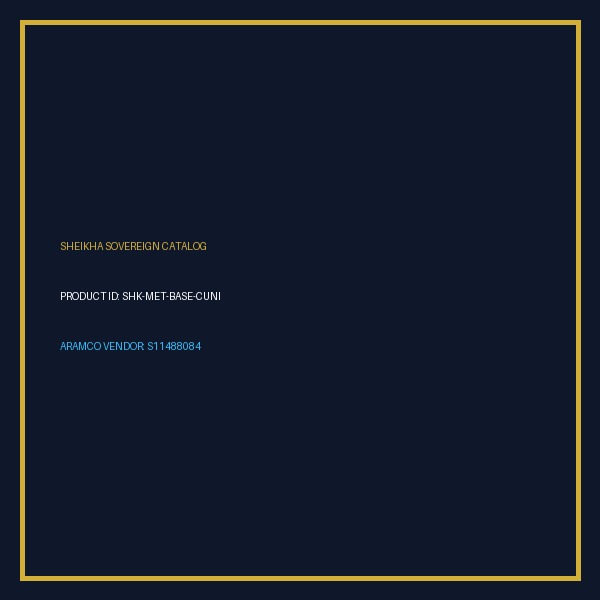 SHEIKHA SOVEREIGN CATALOG
PRODUCT ID: SHK-MET-BASE-CUNI
ARAMCO VENDOR: S11488084